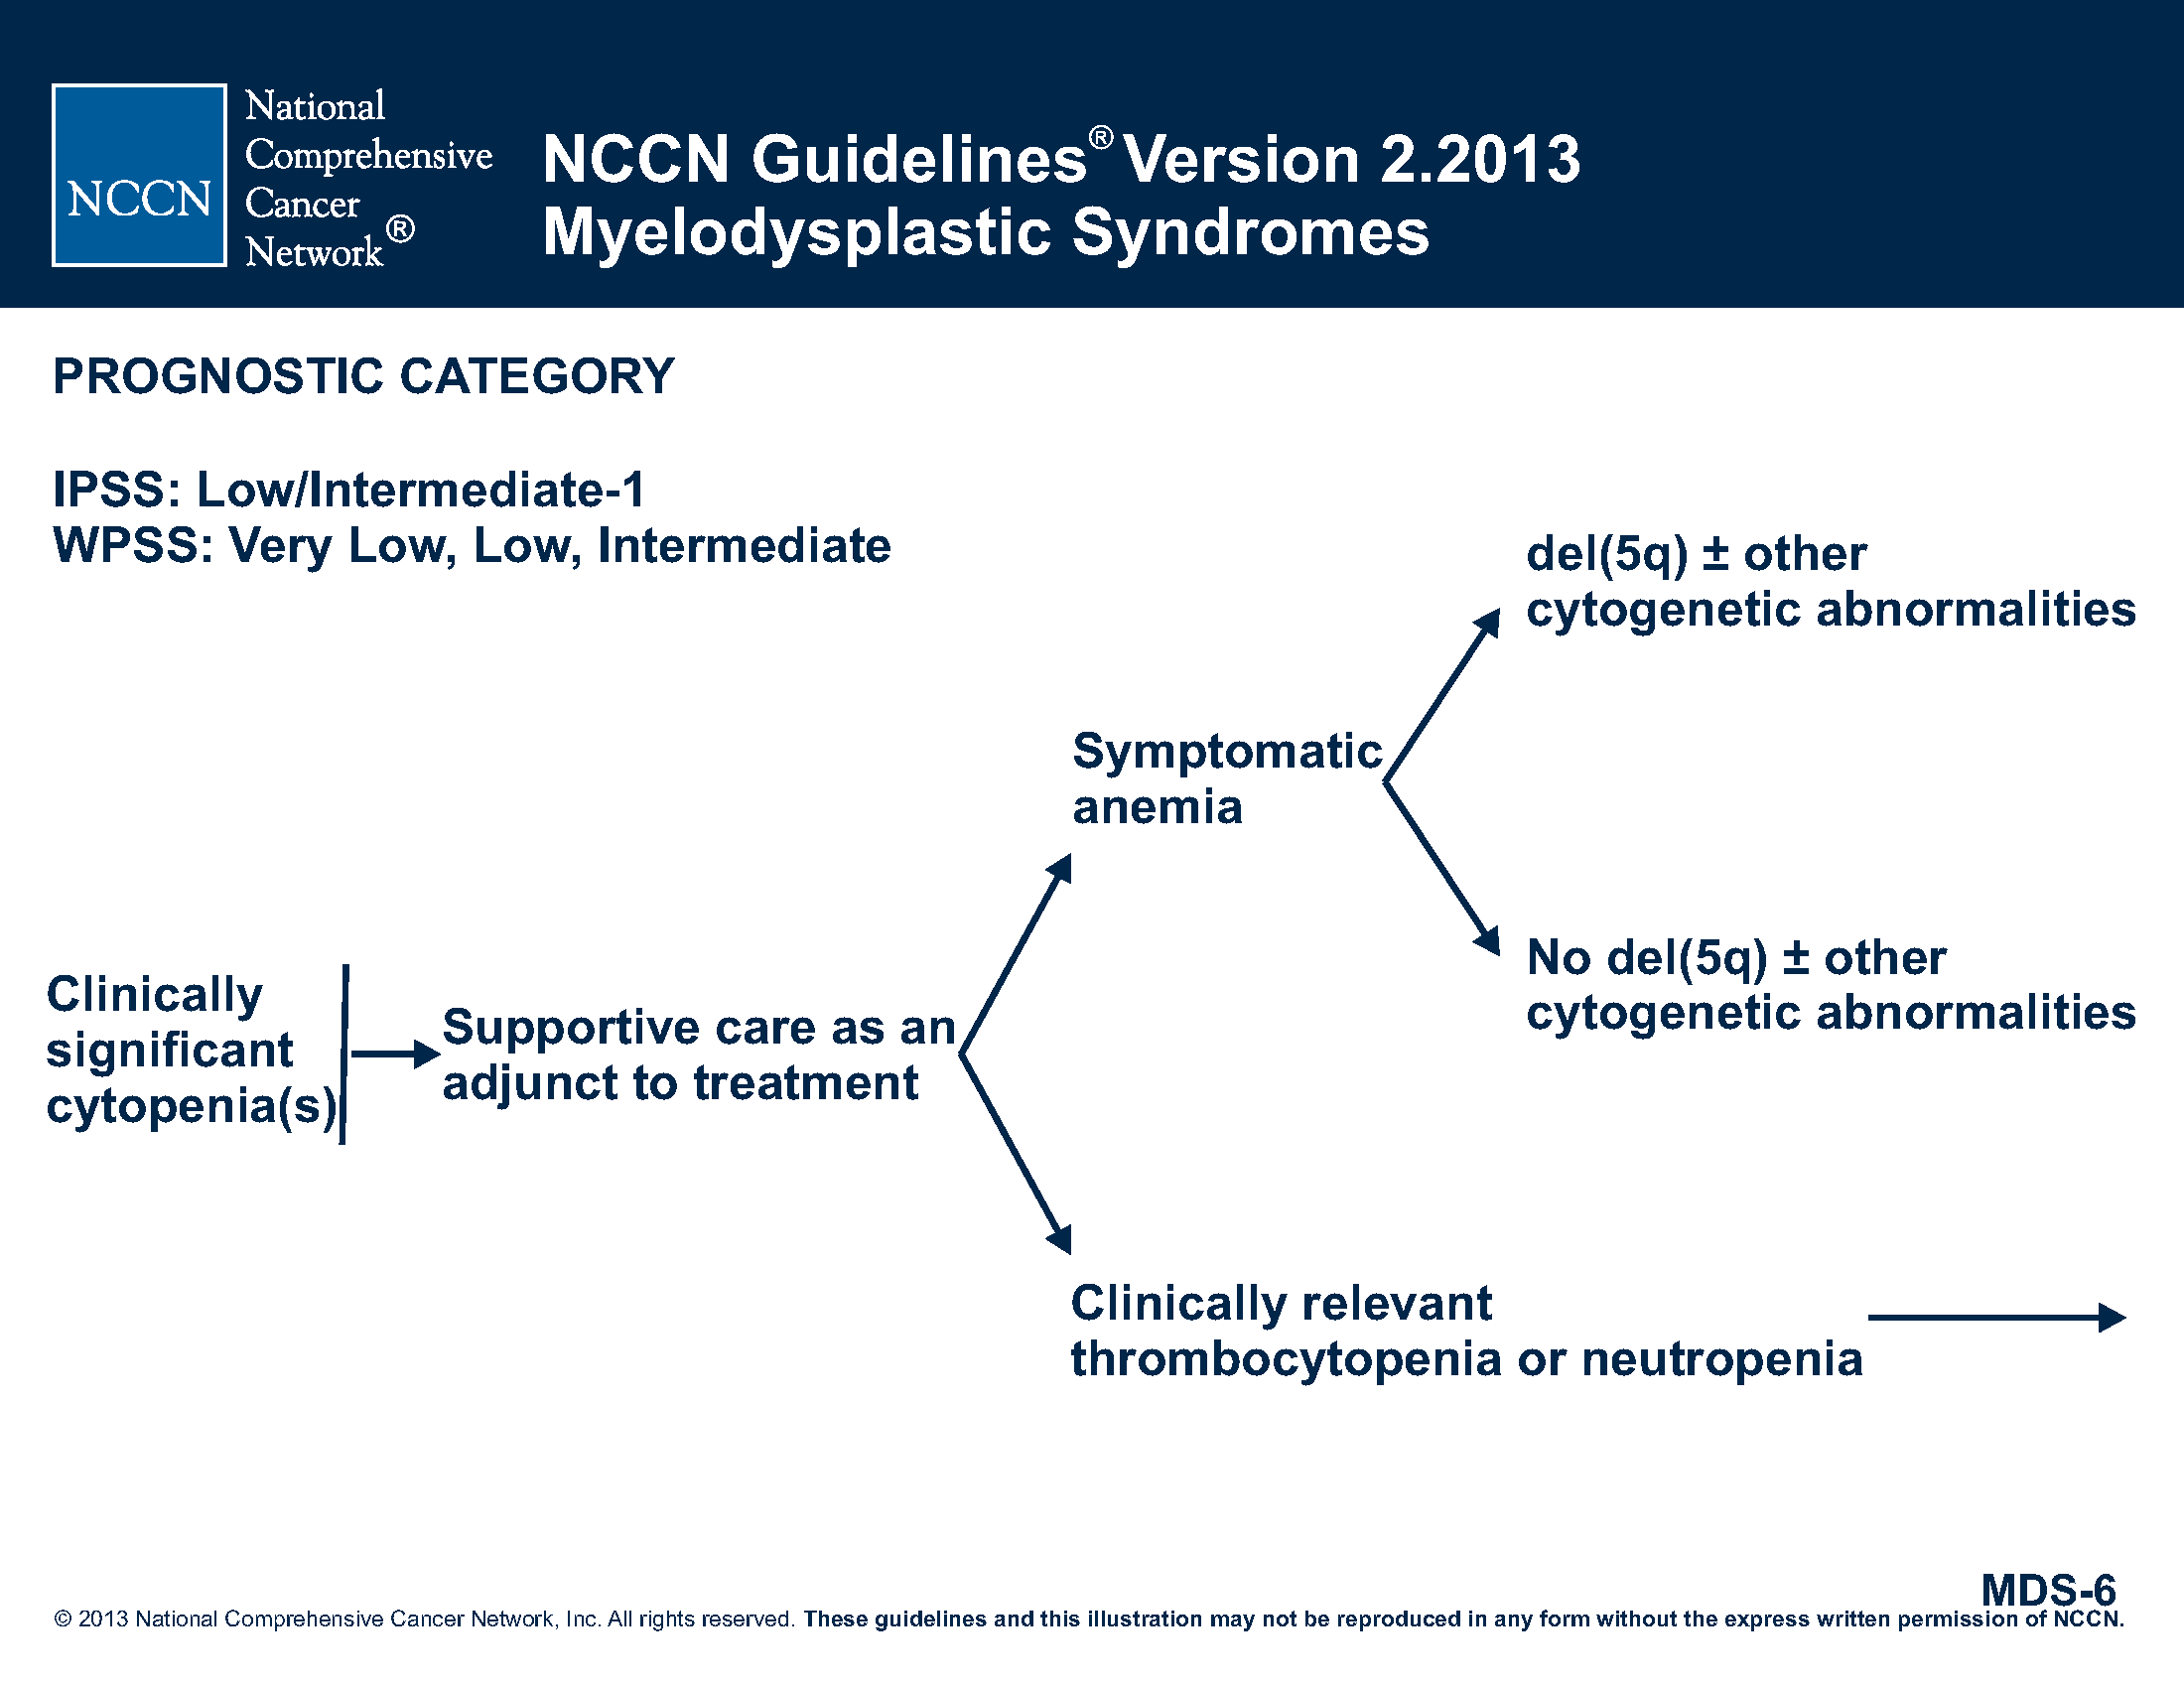 NCCN
National
Comprehensive
Cancer
Network®
NCCN Guidelines® Version 2.2013
Myelodysplastic Syndromes
PROGNOSTIC CATEGORY
IPSS: Low/Intermediate-1
WPSS: Very Low, Low, Intermediate
del(5q) ± other
cytogenetic abnormalities
Symptomatic
anemia
No del(5q) ± other
cytogenetic abnormalities
Clinically
significant
cytopenia(s)
Supportive care as an
adjunct to treatment
Clinically relevant
thrombocytopenia or neutropenia
MDS-6
© 2013 National Comprehensive Cancer Network, Inc. All rights reserved. These guidelines and this illustration may not be reproduced in any form without the express written permission of NCCN.